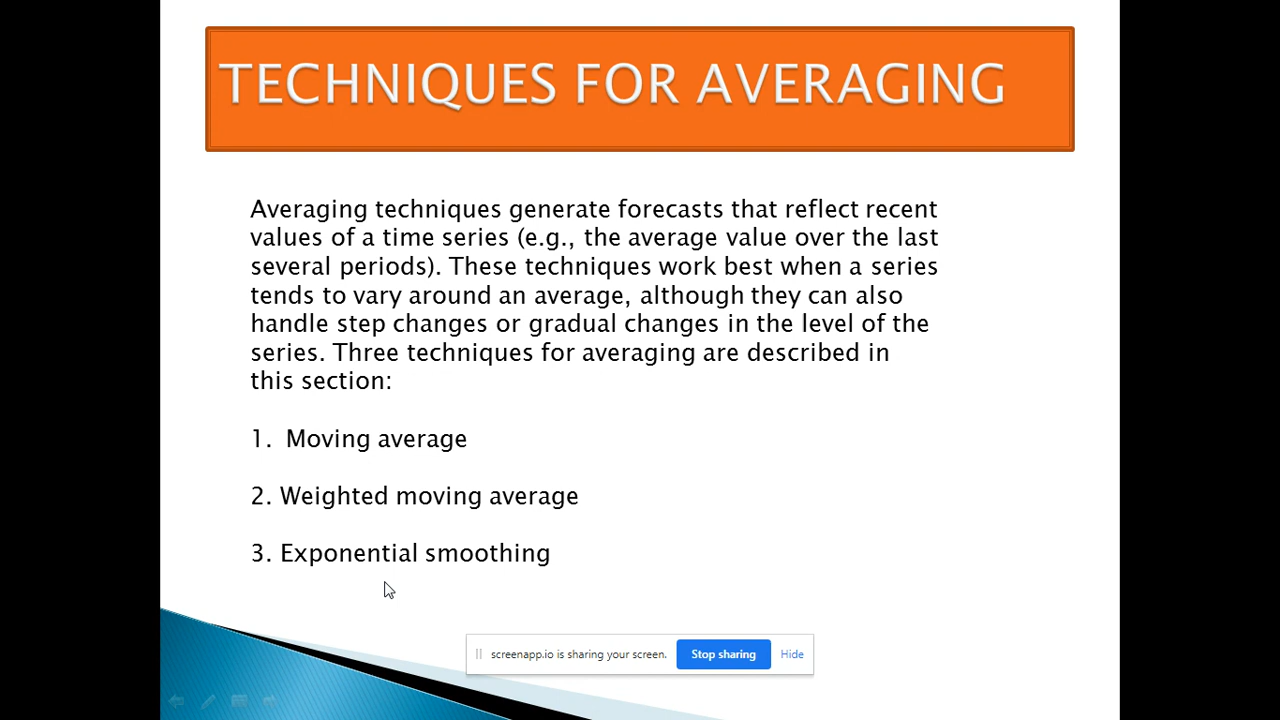 TECHNIQUES FOR AVERAGING
Averaging techniques generate forecasts that reflect recent
values of a time series (e.g., the average value over the last
several periods). These techniques work best when a series
tends to vary around an average, although they can also
handle step changes or gradual changes in the level of the
series. Three techniques for averaging are described in
this section:
1. Moving average
2. Weighted moving average
3. Exponential smoothing
screenapp.io is sharing your screen. Stop sharing Hide